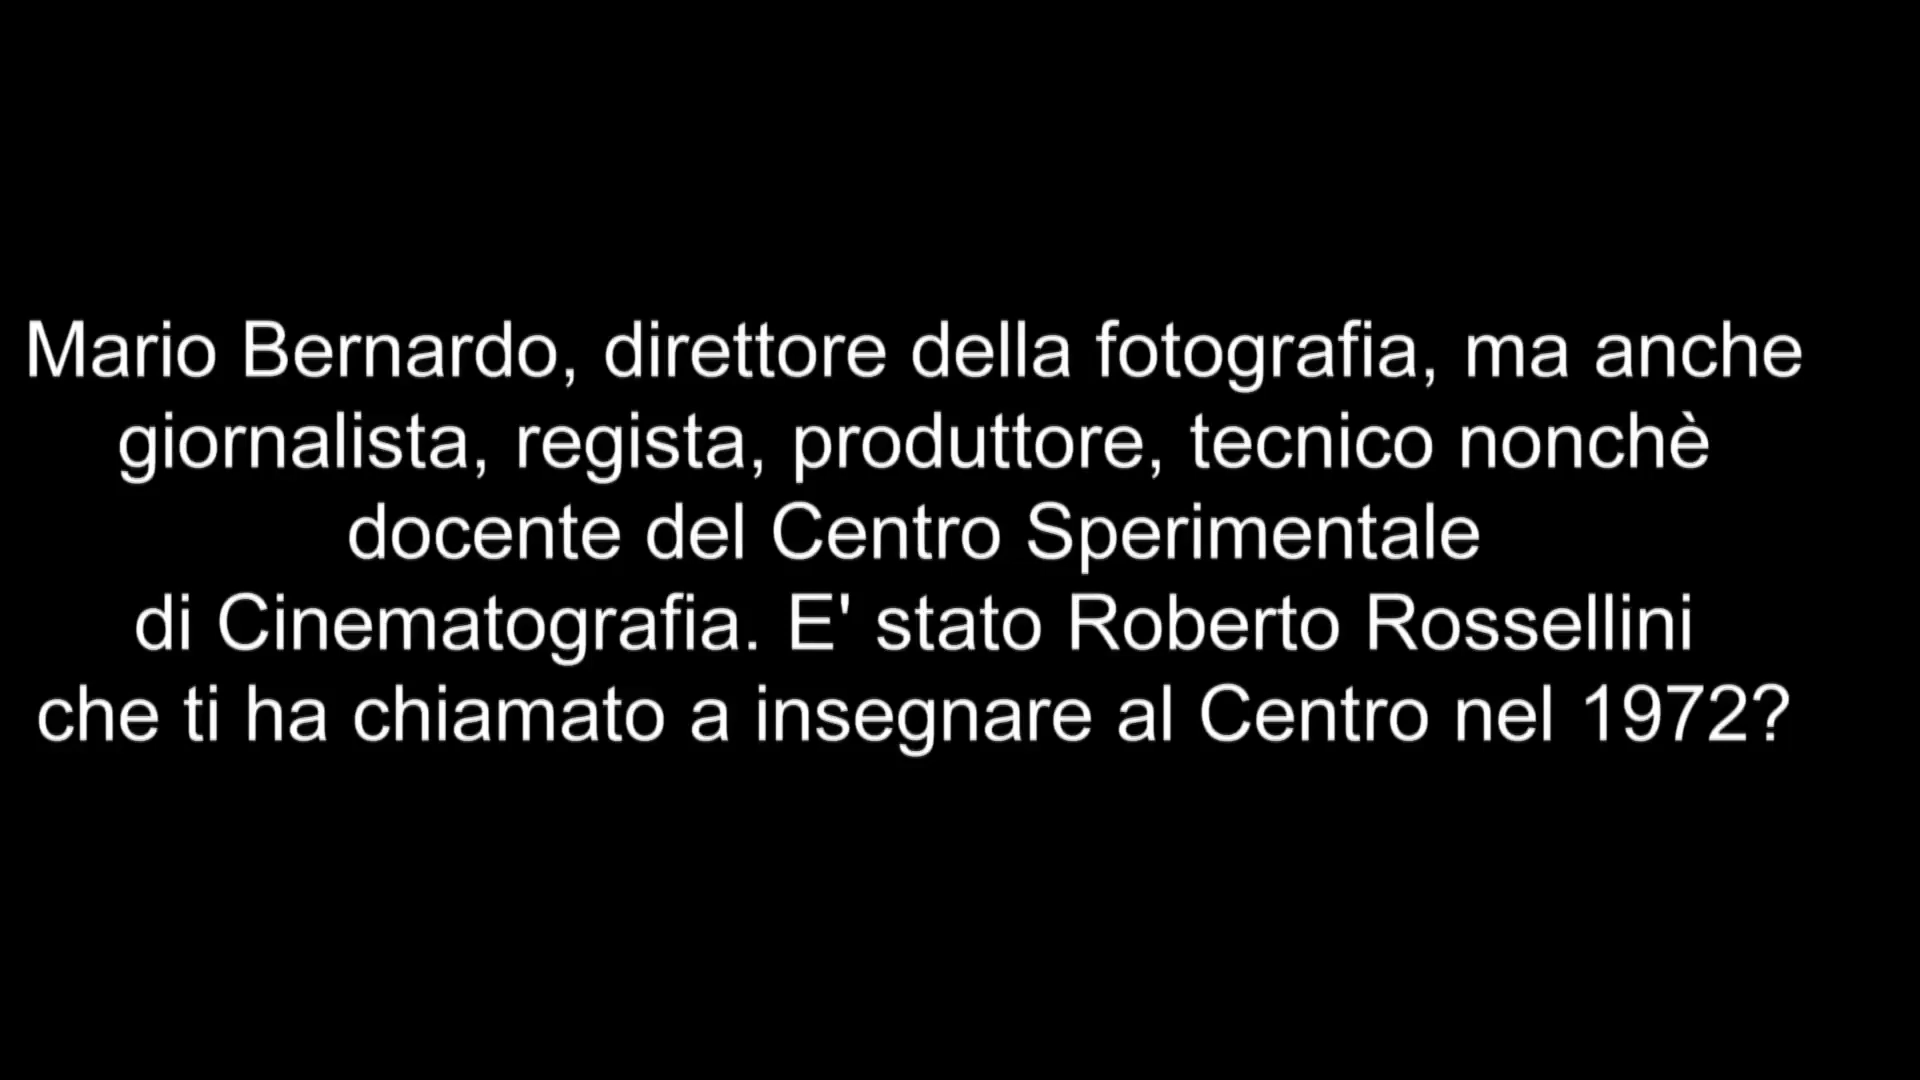 Mario Bernardo, direttore della fotografia, ma anche
giornalista, regista, produttore, tecnico nonchè
docente del Centro Sperimentale
di Cinematografia. E' stato Roberto Rossellini
che ti ha chiamato a insegnare al Centro nel 1972?